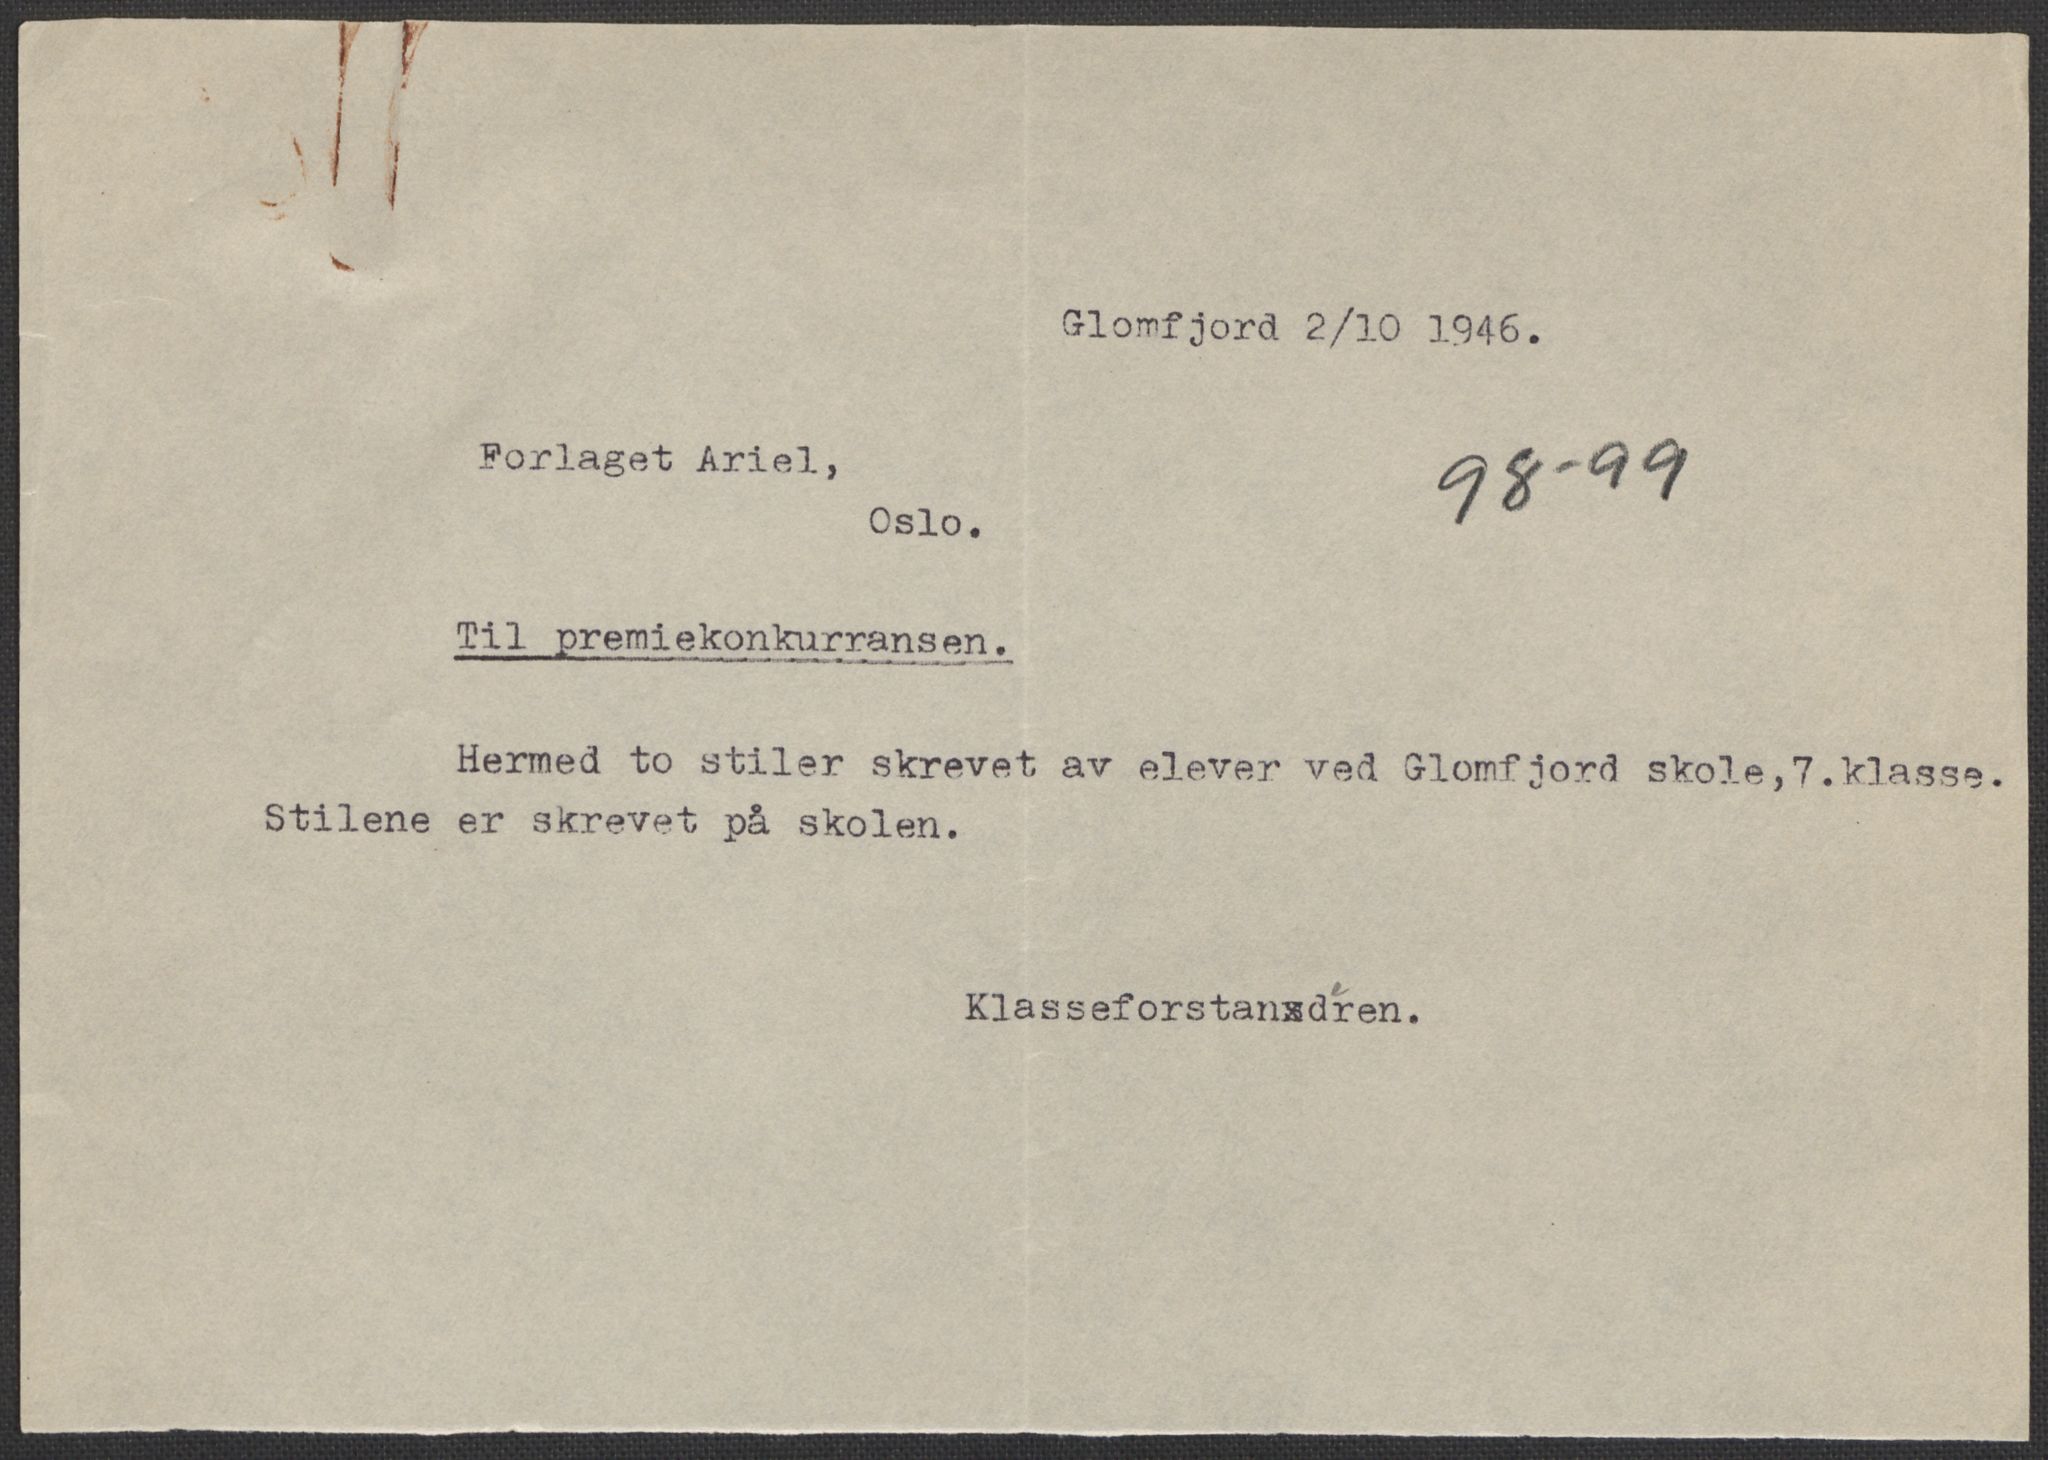 Glomfjord 2/10 1946.
Forlaget Ariel,
98-99
Oslo.
Til premiekonkurransen.
Hermed to stiler skrevet av elever ved Glomfjord skole,7.klasse.
Stilene er skrevet på skolen.
Klasseforstanxderen.